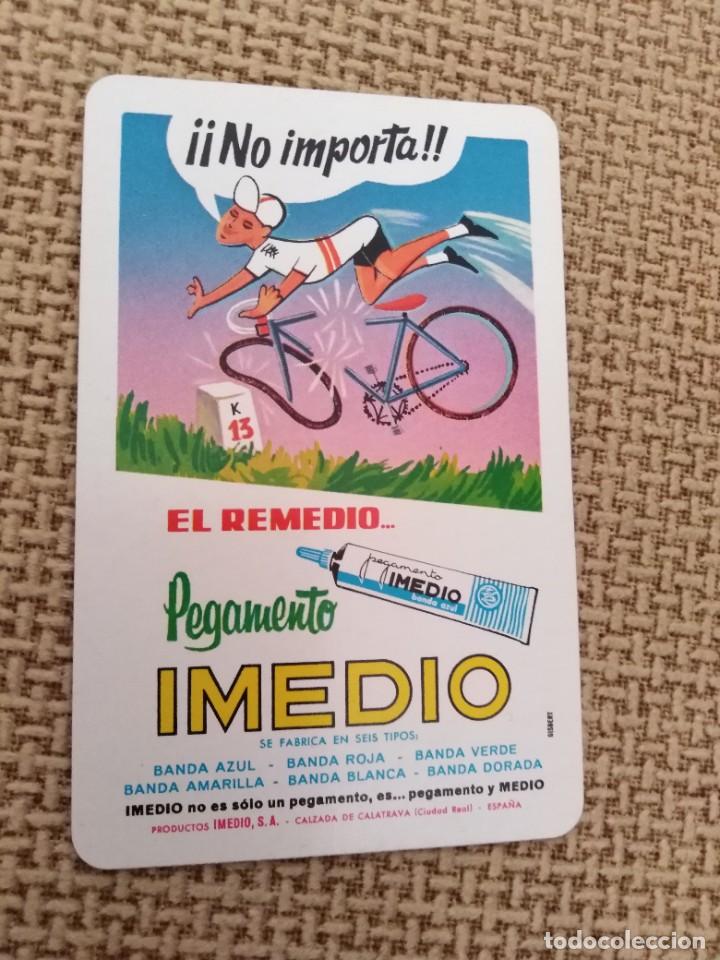 ¡¡No importa!!
K
13
EL REMEDIO...
pegamento
IMEDIO
banda azul
Pegamento
IMEDIO
SE FABRICA EN SEIS TIPOS:
BANDA AZUL - BANDA ROJA - BANDA VERDE
BANDA AMARILLA - BANDA BLANCA - BANDA DORADA
IMEDIO no es sólo un pegamento, es... pegamento y MEDIO
PRODUCTOS IMEDIO, S.A. - CALZADA DE CALATRAVA (Ciudad Real) - ESPAÑA
GISBERT
todocoleccion